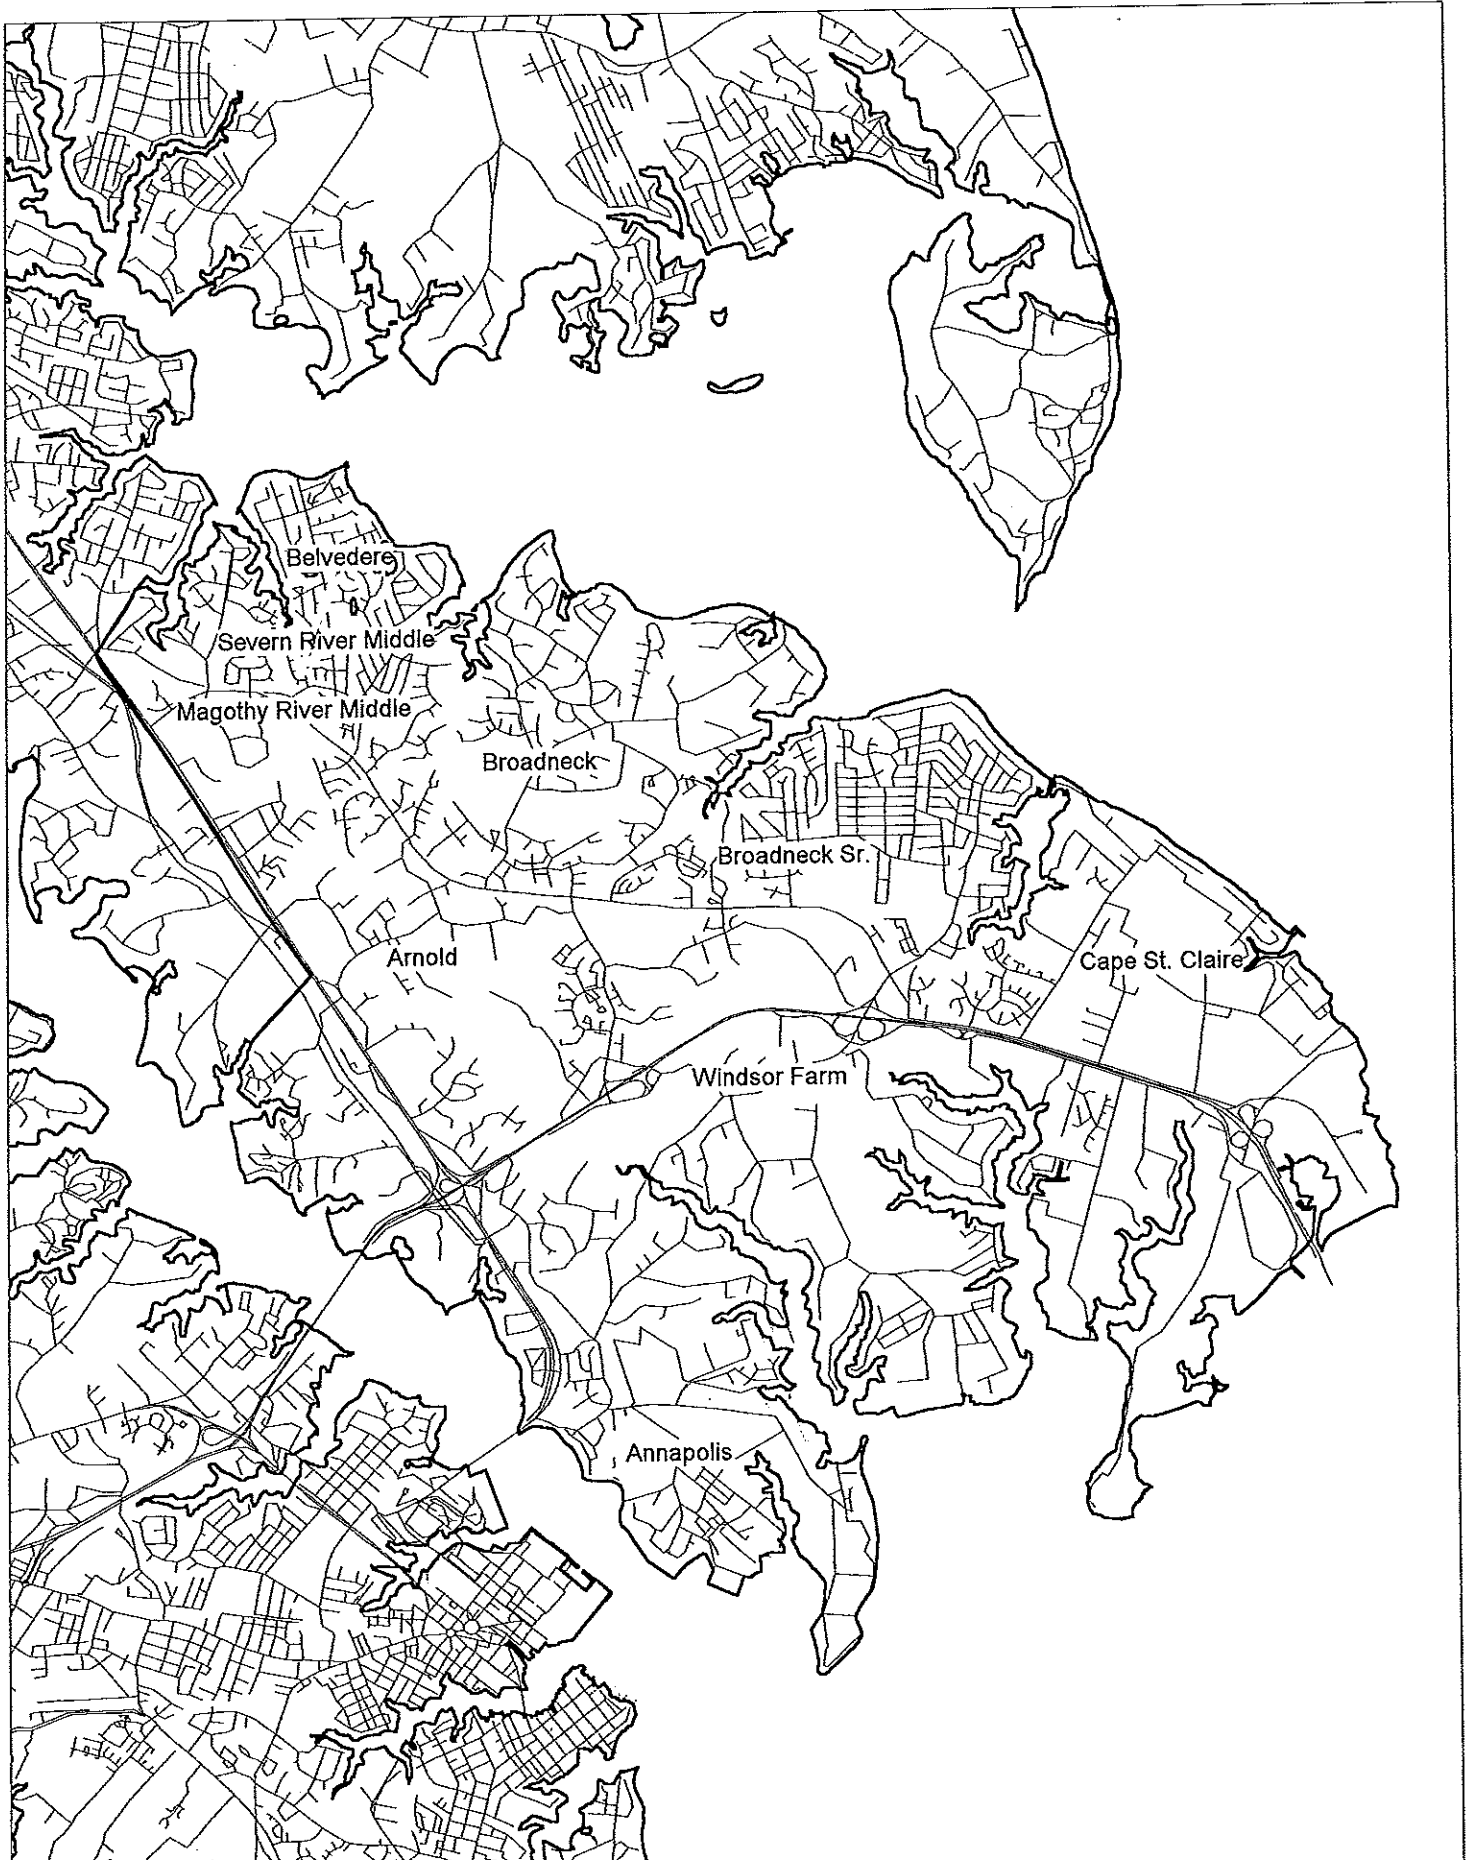 Belvedere
Severn River Middle
Magothy River Middle
Broadneck
Broadneck Sr.
Arnold
Cape St. Claire
Windsor Farm
Annapolis